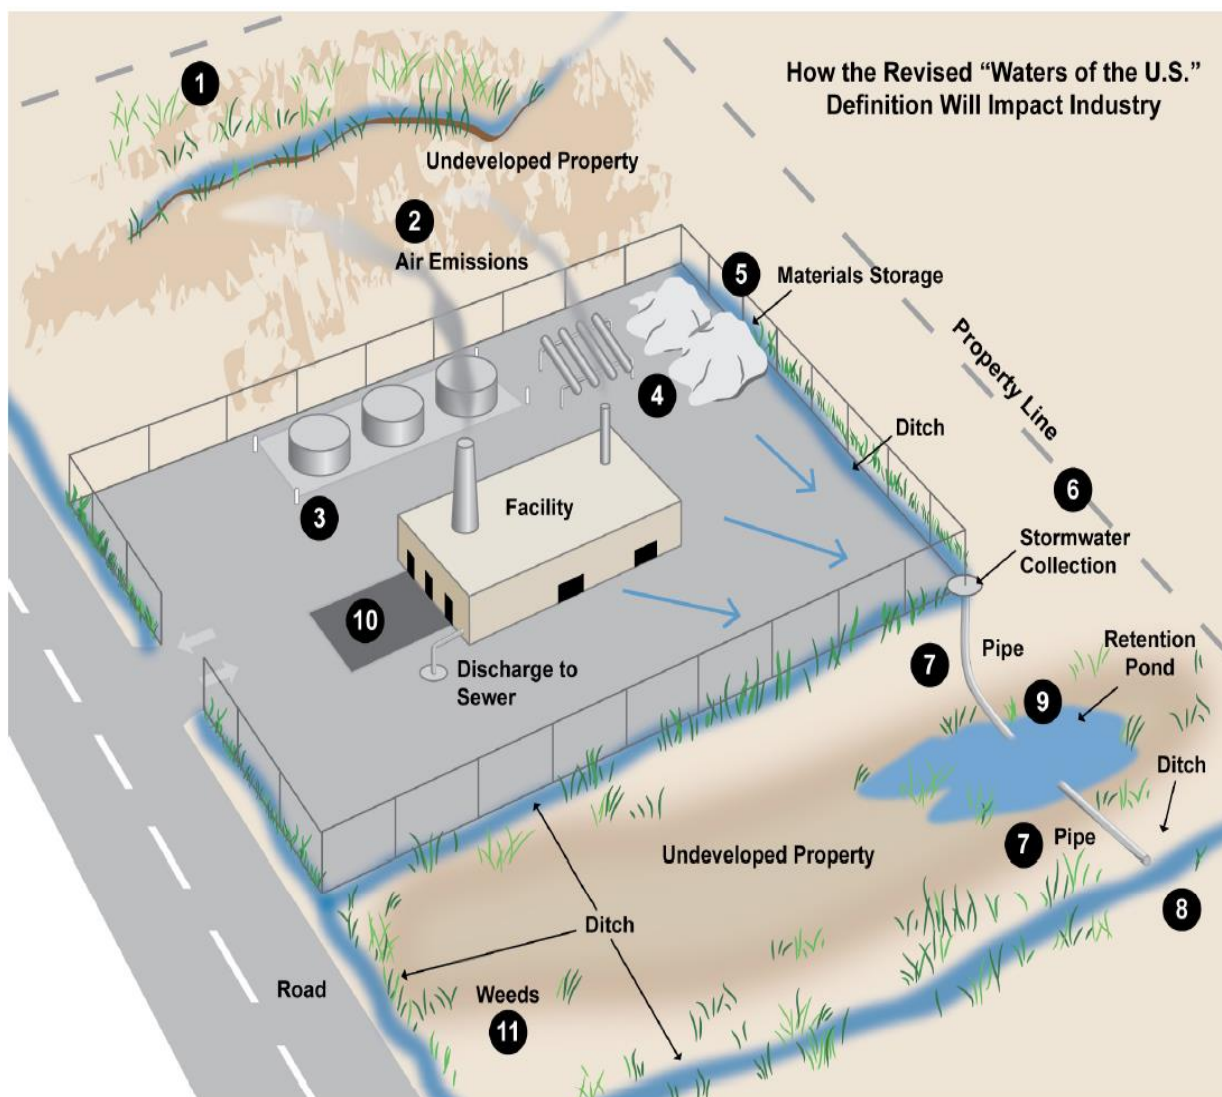 How the Revised “Waters of the U.S.”
Definition Will Impact Industry
1
Undeveloped Property
2
Air Emissions
5
Materials Storage
Property Line
4
Ditch
6
3
Facility
Stormwater
Collection
10
7
Pipe
Retention
Pond
Discharge to
Sewer
9
Ditch
7
Pipe
Undeveloped Property
8
Ditch
Road
Weeds
11